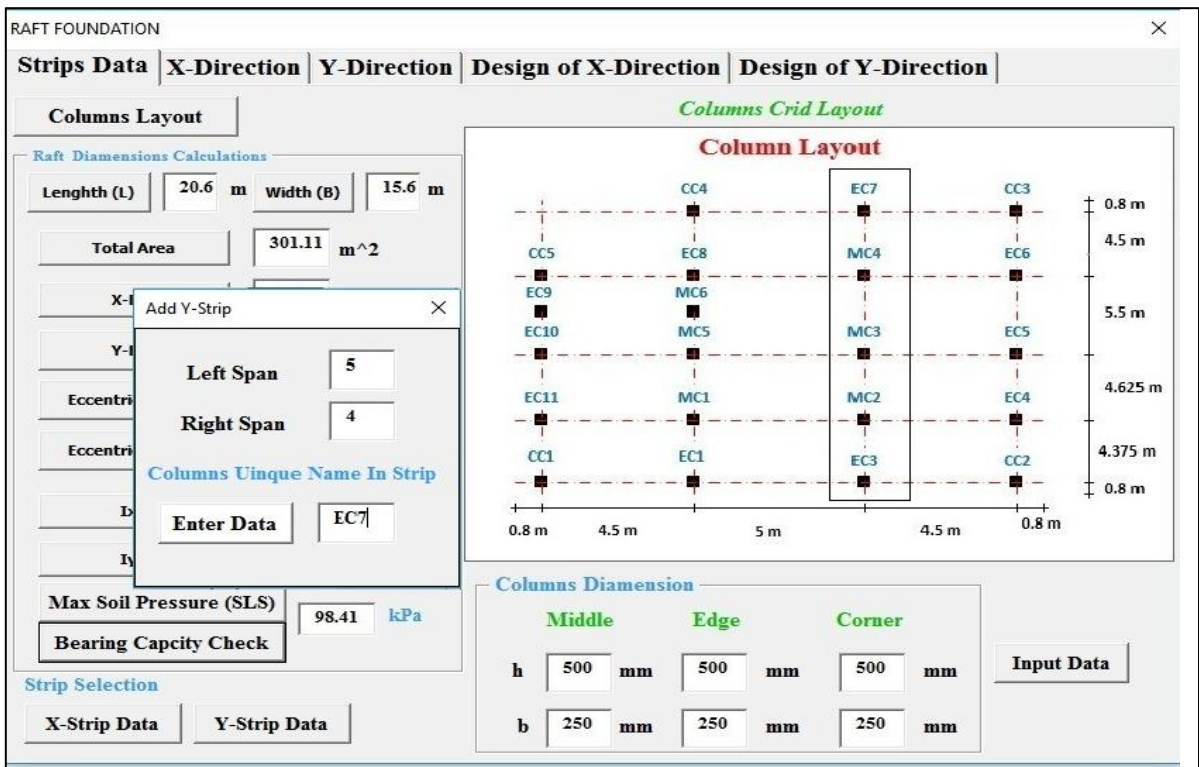 RAFT FOUNDATION
Strips Data
X-Direction
Y-Direction
Design of X-Direction
Design of Y-Direction
Columns Layout
Raft Diamensions Calculations
Lenghth (L)
20.6
m
Width (B)
15.6
m
Total Area
301.11
m^2
Eccentri
Eccentri
Max Soil Pressure (SLS)
98.41
kPa
Bearing Capcity Check
Strip Selection
X-Strip Data
Y-Strip Data
Add Y-Strip
Left Span
5
Right Span
4
Columns Uinque Name In Strip
Enter Data
EC7
Columns Crid Layout
Column Layout
CC4 EC7 CC3
CC5 EC8 MC4 EC6
EC9 MC6
EC10 MC5 MC3 EC5
EC11 MC1 MC2 EC4
CC1 EC1 EC3 CC2
0.8 m
4.5 m
5.5 m
4.625 m
4.375 m
0.8 m
0.8 m 4.5 m 5 m 4.5 m 0.8 m
Columns Diamension
Middle Edge Corner
h 500 mm 500 mm 500 mm
b 250 mm 250 mm 250 mm
Input Data